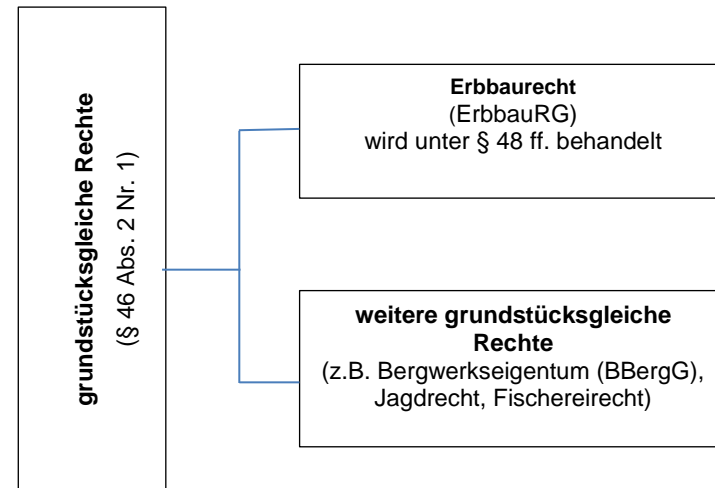 grundstücksgleiche Rechte
(§ 46 Abs. 2 Nr. 1)
Erbbaurecht
(ErbbauRG)
wird unter § 48 ff. behandelt
weitere grundstücksgleiche
Rechte
(z.B. Bergwerkseigentum (BBergG),
Jagdrecht, Fischereirecht)